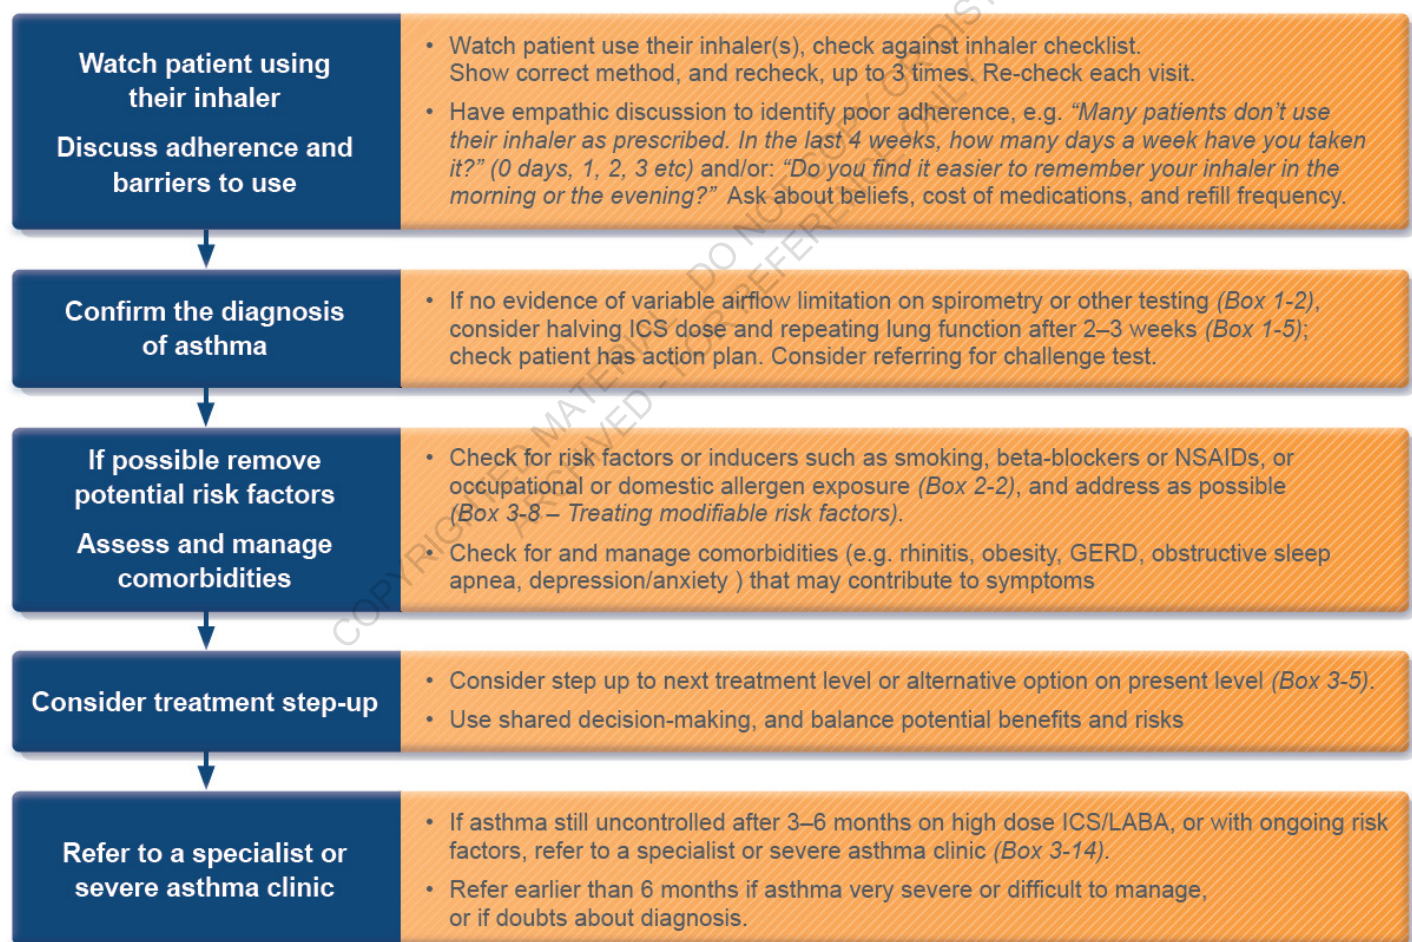 Watch patient using
their inhaler
Discuss adherence and
barriers to use
• Watch patient use their inhaler(s), check against inhaler checklist.
Show correct method, and recheck, up to 3 times. Re-check each visit.
• Have empathic discussion to identify poor adherence, e.g. “Many patients don’t use
their inhaler as prescribed. In the last 4 weeks, how many days a week have you taken
it?” (0 days, 1, 2, 3 etc) and/or: “Do you find it easier to remember your inhaler in the
morning or the evening?” Ask about beliefs, cost of medications, and refill frequency.
Confirm the diagnosis
of asthma
• If no evidence of variable airflow limitation on spirometry or other testing (Box 1-2),
consider halving ICS dose and repeating lung function after 2–3 weeks (Box 1-5);
check patient has action plan. Consider referring for challenge test.
If possible remove
potential risk factors
Assess and manage
comorbidities
• Check for risk factors or inducers such as smoking, beta-blockers or NSAIDs, or
occupational or domestic allergen exposure (Box 2-2), and address as possible
(Box 3-8 – Treating modifiable risk factors).
• Check for and manage comorbidities (e.g. rhinitis, obesity, GERD, obstructive sleep
apnea, depression/anxiety ) that may contribute to symptoms
Consider treatment step-up
• Consider step up to next treatment level or alternative option on present level (Box 3-5).
• Use shared decision-making, and balance potential benefits and risks
Refer to a specialist or
severe asthma clinic
• If asthma still uncontrolled after 3–6 months on high dose ICS/LABA, or with ongoing risk
factors, refer to a specialist or severe asthma clinic (Box 3-14).
• Refer earlier than 6 months if asthma very severe or difficult to manage,
or if doubts about diagnosis.
COPYRIGHTED MATERIAL - DO NOT COPY OR
ARCHIVED - FOR REFERENCE ONLY